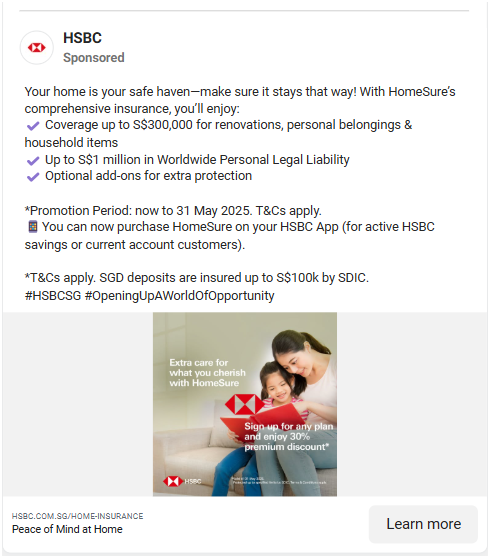 HSBC
Sponsored
Your home is your safe haven—make sure it stays that way! With HomeSure's
comprehensive insurance, you'll enjoy:
✔ Coverage up to S$300,000 for renovations, personal belongings &
household items
✔ Up to S$1 million in Worldwide Personal Legal Liability
✔ Optional add-ons for extra protection
*Promotion Period: now to 31 May 2025. T&Cs apply.
📱 You can now purchase HomeSure on your HSBC App (for active HSBC
savings or current account customers).
*T&Cs apply. SGD deposits are insured up to S$100k by SDIC.
#HSBCSG #OpeningUpAWorldOfOpportunity
Extra care for
what you cherish
with HomeSure
Sign up for any plan
and enjoy 30%
premium discount*
HSBC
HSBC.COM.SG/HOME-INSURANCE
Peace of Mind at Home
Learn more